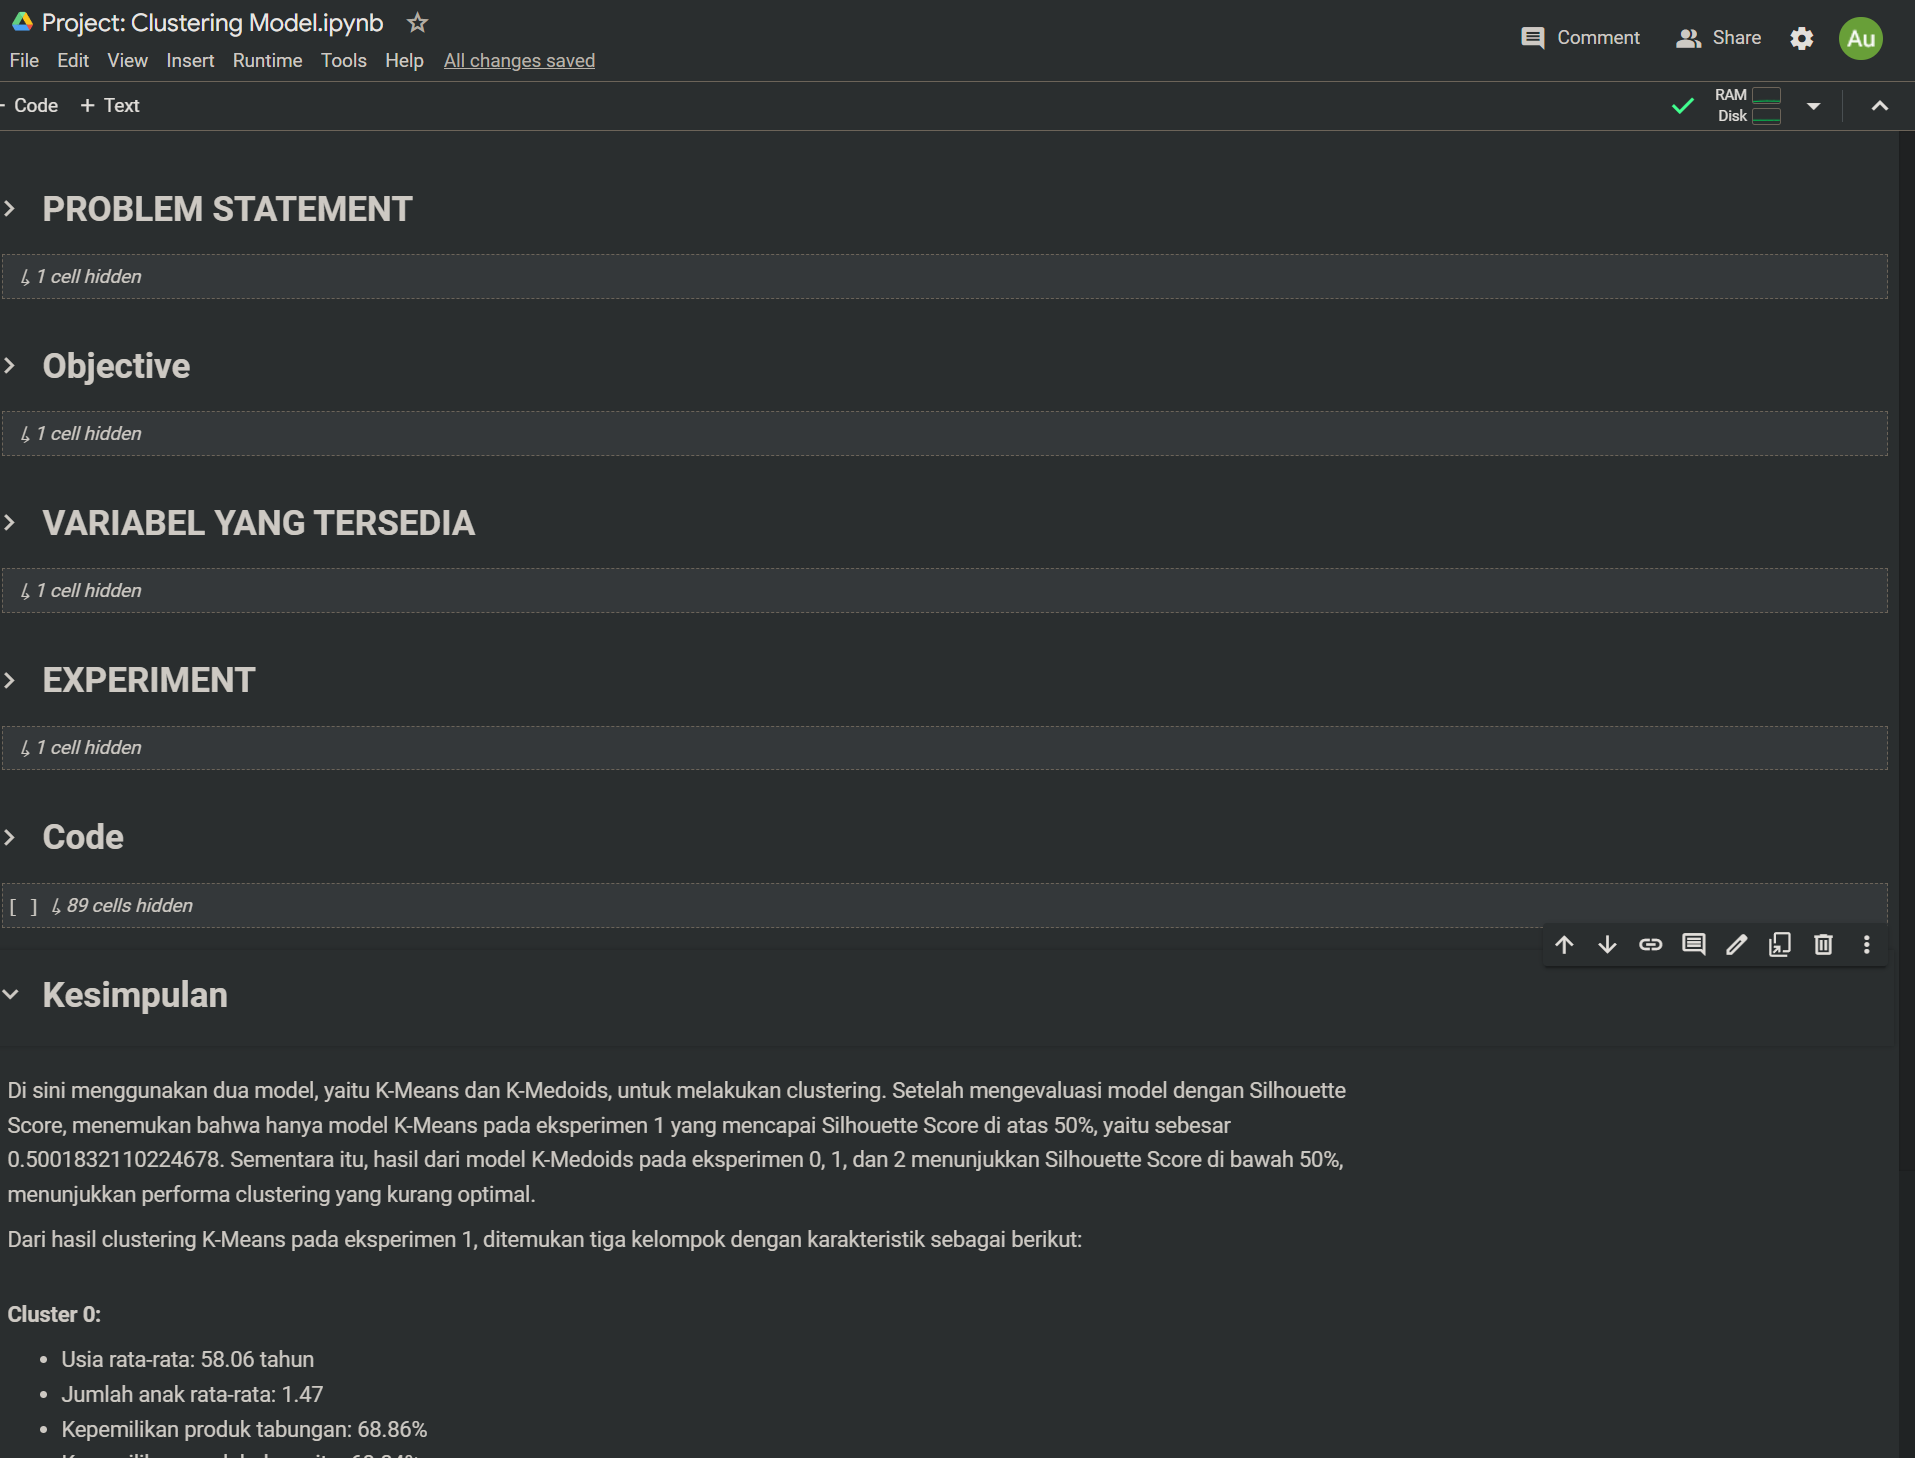 Project: Clustering Model.ipynb
Comment
Share
Au
File Edit View Insert Runtime Tools Help All changes saved
Code + Text
RAM
Disk
PROBLEM STATEMENT
1 cell hidden
Objective
1 cell hidden
VARIABEL YANG TERSEDIA
1 cell hidden
EXPERIMENT
1 cell hidden
Code
[ ] 89 cells hidden
Kesimpulan
Di sini menggunakan dua model, yaitu K-Means dan K-Medoids, untuk melakukan clustering. Setelah mengevaluasi model dengan Silhouette
Score, menemukan bahwa hanya model K-Means pada eksperimen 1 yang mencapai Silhouette Score di atas 50%, yaitu sebesar
0.5001832110224678. Sementara itu, hasil dari model K-Medoids pada eksperimen 0, 1, dan 2 menunjukkan Silhouette Score di bawah 50%,
menunjukkan performa clustering yang kurang optimal.
Dari hasil clustering K-Means pada eksperimen 1, ditemukan tiga kelompok dengan karakteristik sebagai berikut:
Cluster 0:
• Usia rata-rata: 58.06 tahun
• Jumlah anak rata-rata: 1.47
• Kepemilikan produk tabungan: 68.86%